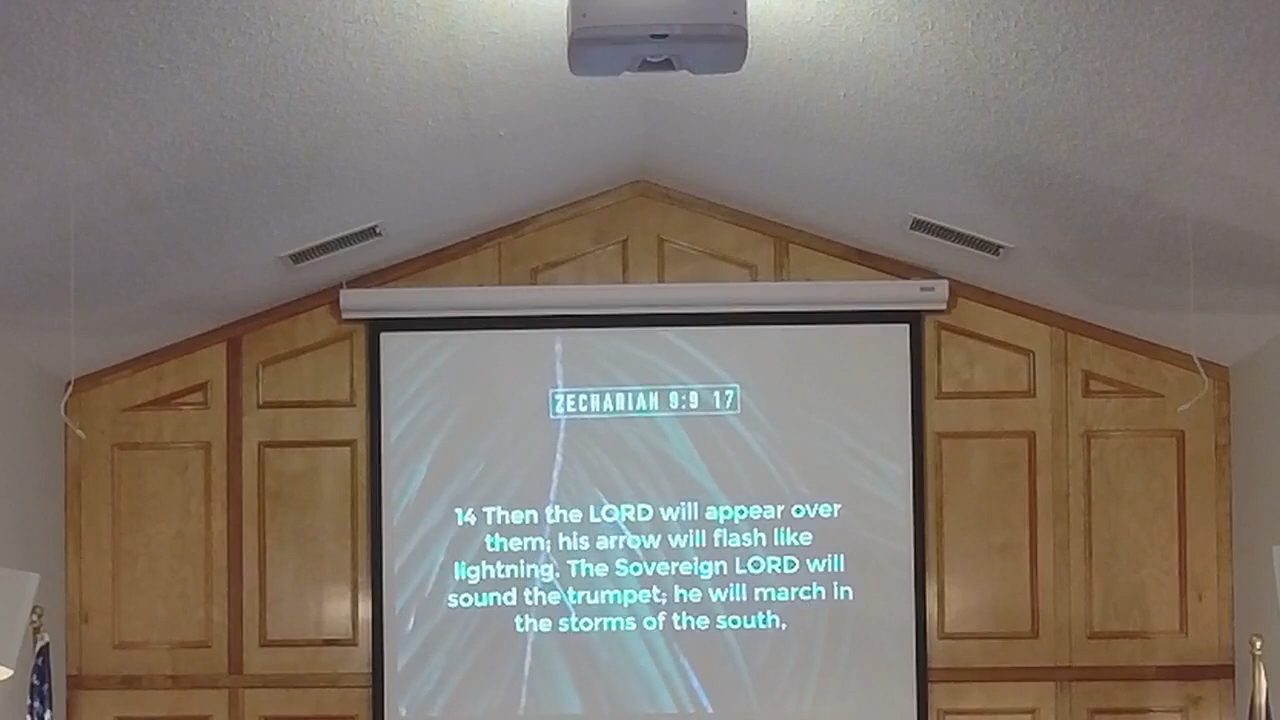 ZECHARIAH 9:9 17
14 Then the LORD will appear over
them; his arrow will flash like
lightning. The Sovereign LORD will
sound the trumpet; he will march in
the storms of the south,